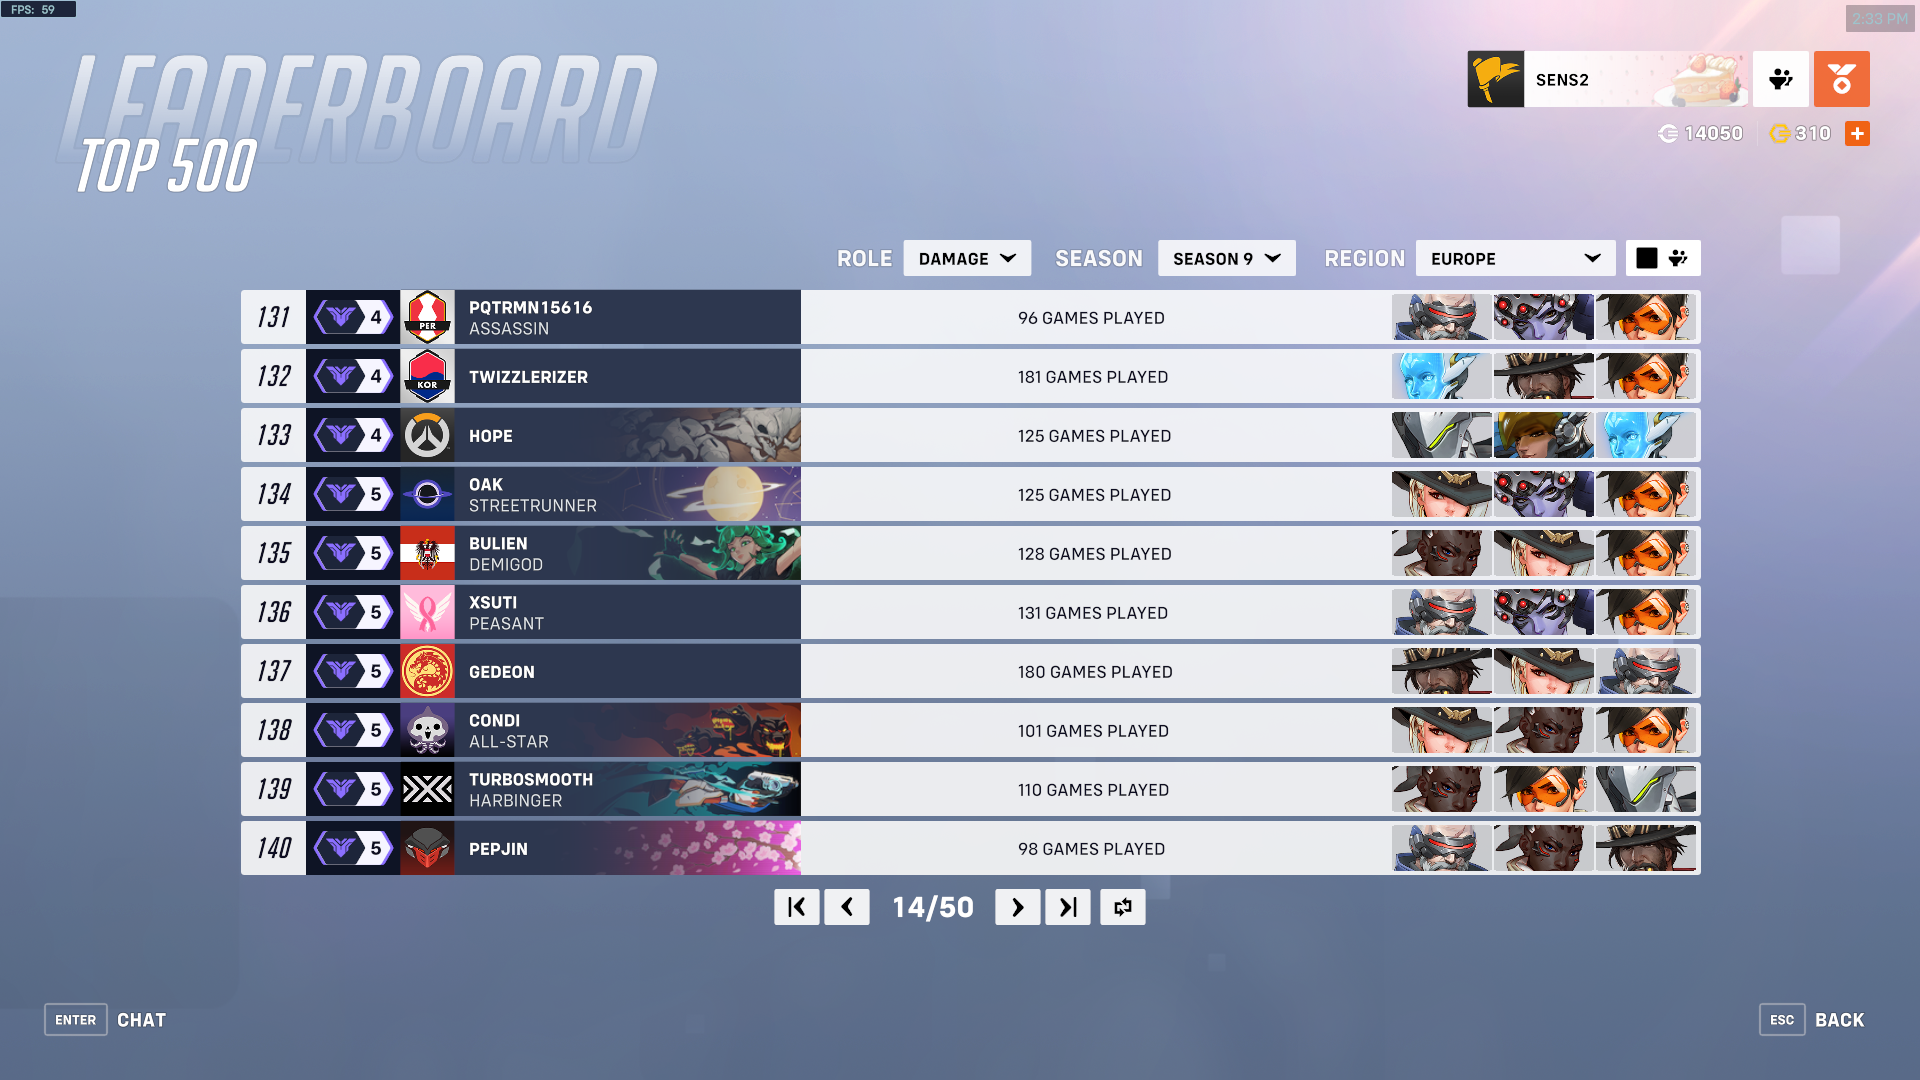 FPS: 59
2:33 PM
LEADERBOARD
TOP 500
SENS2
14050
310
ROLE
DAMAGE
SEASON
SEASON 9
REGION
EUROPE
131
4
PER
PQTRMN15616
ASSASSIN
96 GAMES PLAYED
132
4
KOR
TWIZZLERIZER
181 GAMES PLAYED
133
4
HOPE
125 GAMES PLAYED
134
5
OAK
STREETRUNNER
125 GAMES PLAYED
135
5
BULIEN
DEMIGOD
128 GAMES PLAYED
136
5
XSUTI
PEASANT
131 GAMES PLAYED
137
5
GEDEON
180 GAMES PLAYED
138
5
CONDI
ALL-STAR
101 GAMES PLAYED
139
5
TURBOSMOOTH
HARBINGER
110 GAMES PLAYED
140
5
PEPJIN
98 GAMES PLAYED
14/50
ENTER
CHAT
ESC
BACK